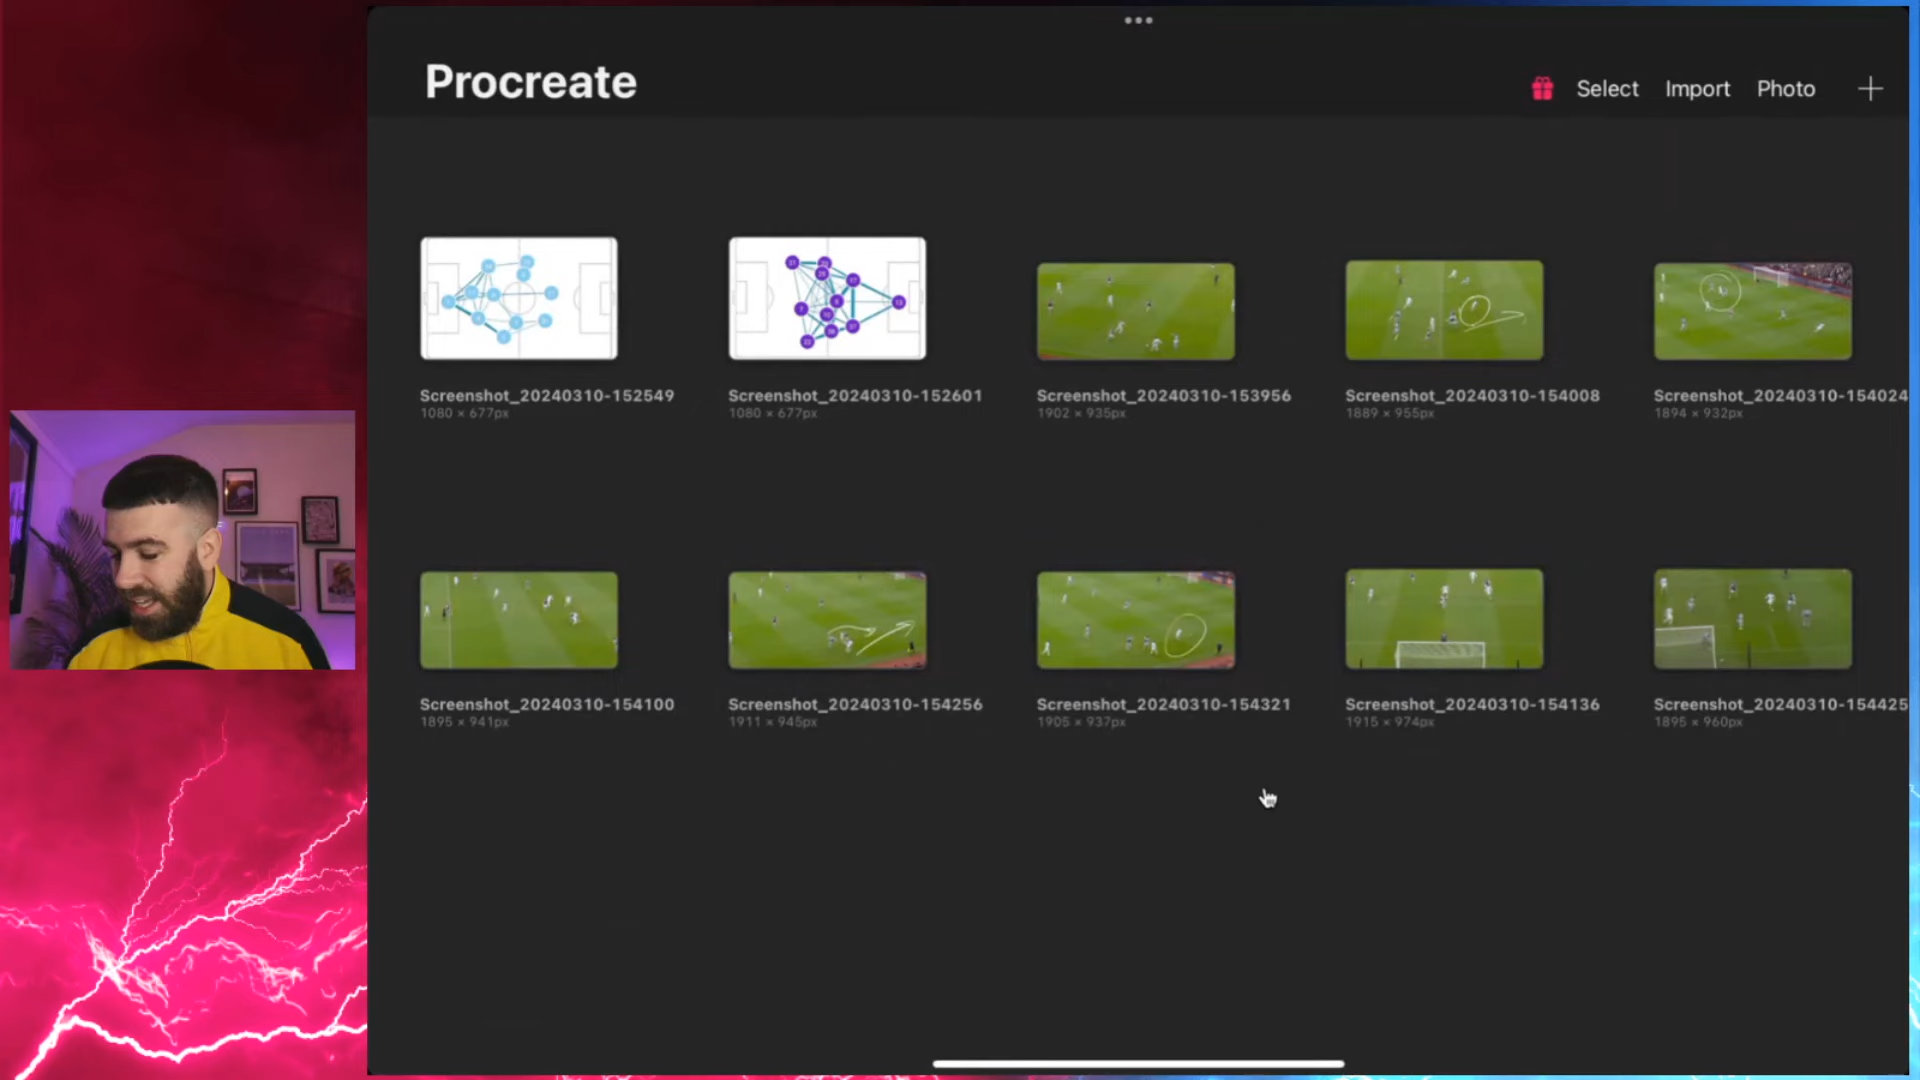 Procreate
Select Import Photo
Screenshot_20240310-152549
1080 × 677px
Screenshot_20240310-152601
1080 × 677px
Screenshot_20240310-153956
1902 × 935px
Screenshot_20240310-154008
1889 × 955px
Screenshot_20240310-154024
1894 × 932px
Screenshot_20240310-154100
1895 × 941px
Screenshot_20240310-154256
1911 × 945px
Screenshot_20240310-154321
1905 × 937px
Screenshot_20240310-154136
1915 × 974px
Screenshot_20240310-154425
1895 × 960px